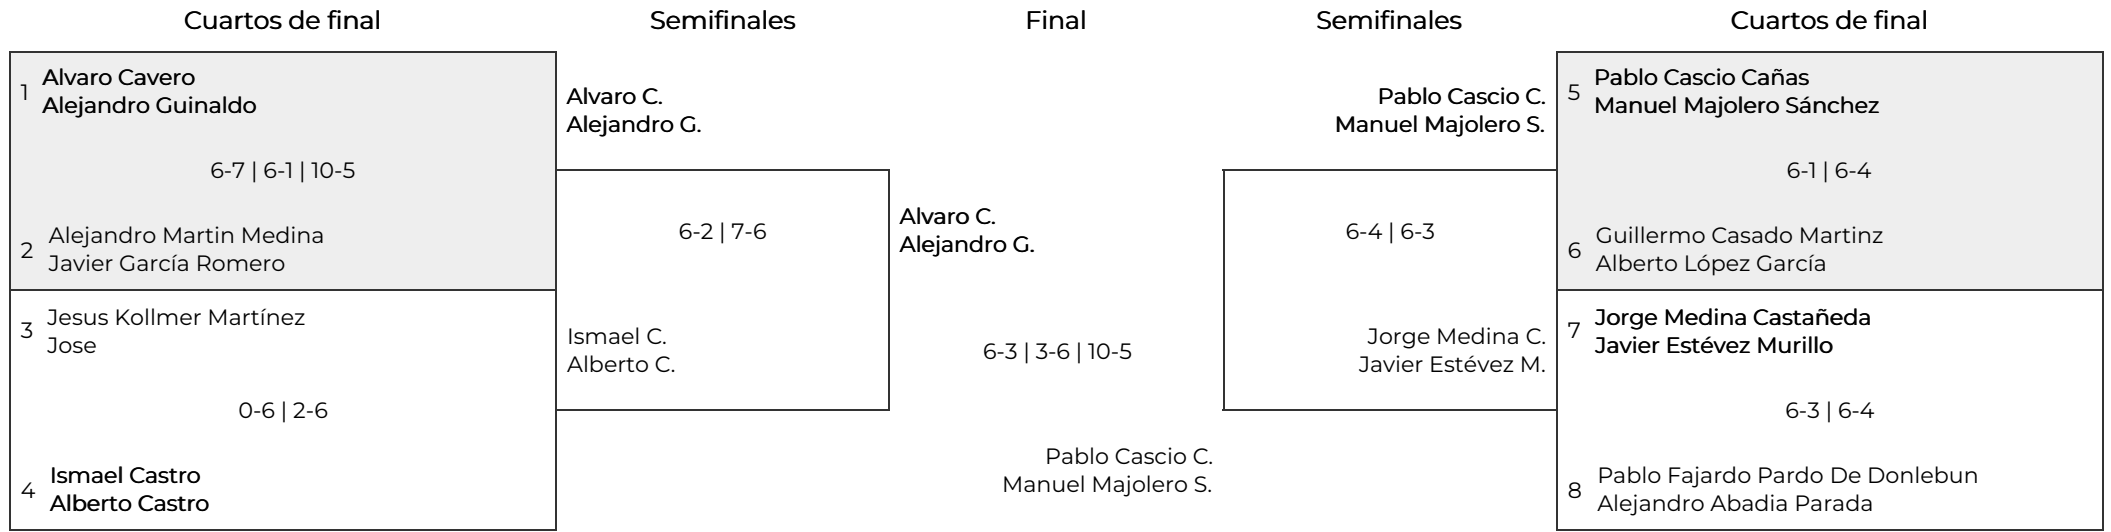 Cuartos de final
Semifinales
Final
Semifinales
Cuartos de final
1
Alvaro Cavero
Alejandro Guinaldo
6-7 | 6-1 | 10-5
2
Alejandro Martin Medina
Javier García Romero
3
Jesus Kollmer Martínez
Jose
0-6 | 2-6
4
Ismael Castro
Alberto Castro
Alvaro C.
Alejandro G.
6-2 | 7-6
Ismael C.
Alberto C.
Alvaro C.
Alejandro G.
6-3 | 3-6 | 10-5
Pablo Cascio C.
Manuel Majolero S.
Pablo Cascio C.
Manuel Majolero S.
6-4 | 6-3
Jorge Medina C.
Javier Estévez M.
5
Pablo Cascio Cañas
Manuel Majolero Sánchez
6-1 | 6-4
6
Guillermo Casado Martinz
Alberto López García
7
Jorge Medina Castañeda
Javier Estévez Murillo
6-3 | 6-4
8
Pablo Fajardo Pardo De Donlebun
Alejandro Abadia Parada